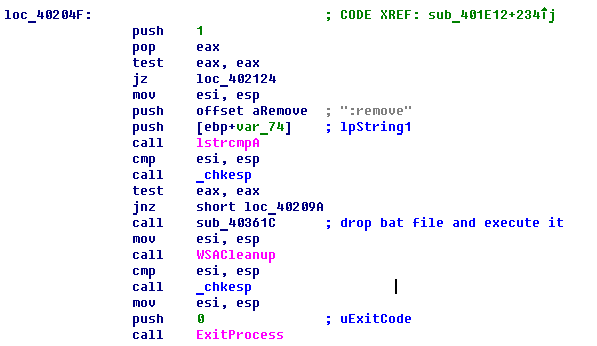 loc_40204F: ; CODE XREF: sub_401E12+234↑j
push 1
pop eax
test eax, eax
jz loc_402124
mov esi, esp
push offset aRemove ; ":remove"
push [ebp+var_74] ; lpString1
call lstrcmpA
cmp esi, esp
call _chkesp
test eax, eax
jnz short loc_40209A
call sub_40361C ; drop bat file and execute it
mov esi, esp
call WSACleanup
cmp esi, esp
call _chkesp
mov esi, esp
push 0 ; uExitCode
call ExitProcess